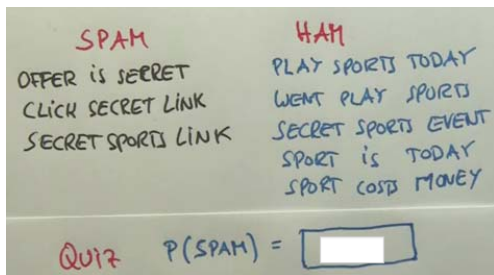 SPAM
OFFER is SECRET
CLICK SECRET LINK
SECRET SPORTS LINK
HAM
PLAY SPORTS TODAY
WENT PLAY SPORTS
SECRET SPORTS EVENT
SPORT is TODAY
SPORT COSTS MONEY
QUiz P(SPAM) =